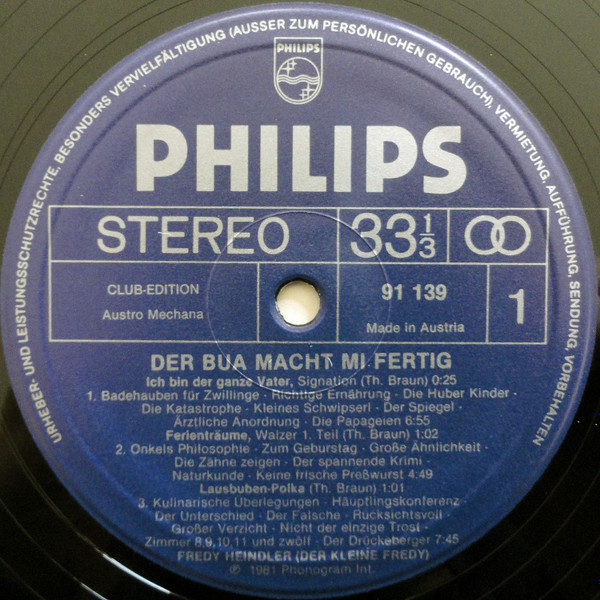 URHEBER- UND LEISTUNGSSCHUTZRECHTE, BESONDERS VERVIELFÄLTIGUNG (AUSSER ZUM PERSÖNLICHEN GEBRAUCH), VERMIETUNG, AUFFÜHRUNG, SENDUNG, VORBEHALTEN
PHILIPS
PHILIPS
STEREO 33 1/3
CLUB-EDITION
Austro Mechana
91 139
Made in Austria
1
DER BUA MACHT MI FERTIG
Ich bin der ganze Vater, Signation (Th. Braun) 0:25
1. Badehauben für Zwillinge · Richtige Ernährung · Die Huber Kinder ·
Die Katastrophe · Kleines Schwipserl · Der Spiegel ·
Ärztliche Anordnung · Die Papageien 6:55
Ferienträume, Walzer 1. Teil (Th. Braun) 1:02
2. Onkels Philosophie · Zum Geburstag · Große Ähnlichkeit ·
Die Zähne zeigen · Der spannende Krimi ·
Naturkunde · Keine frische Preßwurst 4:49
Lausbuben-Polka (Th. Braun) 1:01
3. Kulinarische Überlegungen · Häuptlingskonferenz ·
Der Unterschied · Der Falsche · Rücksichtsvoll ·
Großer Verzicht · Nicht der einzige Trost ·
Zimmer 8,9,10,11 und zwölf · Der Drückeberger 7:45
FREDY HEINDLER (DER KLEINE FREDY)
℗ 1981 Phonogram Int.